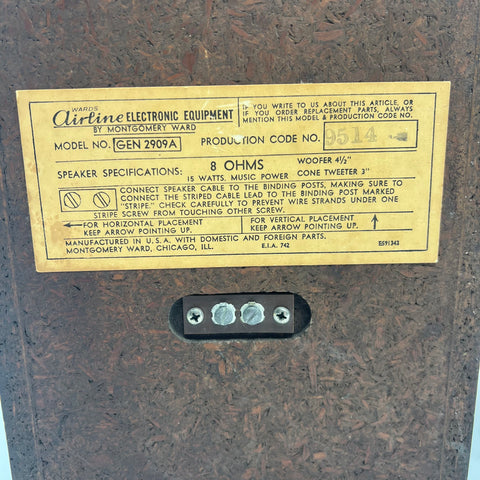 WARDS
Airline ELECTRONIC EQUIPMENT
BY MONTGOMERY WARD
IF YOU WRITE TO US ABOUT THIS ARTICLE, OR
IF YOU ORDER REPLACEMENT PARTS, ALWAYS
MENTION THIS MODEL & PRODUCTION CODE NO.
MODEL NO. GEN 2909A PRODUCTION CODE NO. 9514
SPEAKER SPECIFICATIONS: 8 OHMS WOOFER 4½"
15 WATTS. MUSIC POWER CONE TWEETER 3"
CONNECT SPEAKER CABLE TO THE BINDING POSTS, MAKING SURE TO
CONNECT THE STRIPED LEAD TO THE BINDING POST MARKED
"STRIPE." CHECK CAREFULLY TO PREVENT WIRE STRANDS UNDER ONE
STRIPE SCREW FROM TOUCHING OTHER SCREW.
← FOR HORIZONTAL PLACEMENT
KEEP ARROW POINTING UP.
FOR VERTICAL PLACEMENT ↑
KEEP ARROW POINTING UP.
MANUFACTURED IN U.S.A. WITH DOMESTIC AND FOREIGN PARTS.
MONTGOMERY WARD, CHICAGO, ILL. E.I.A. 742 E591342